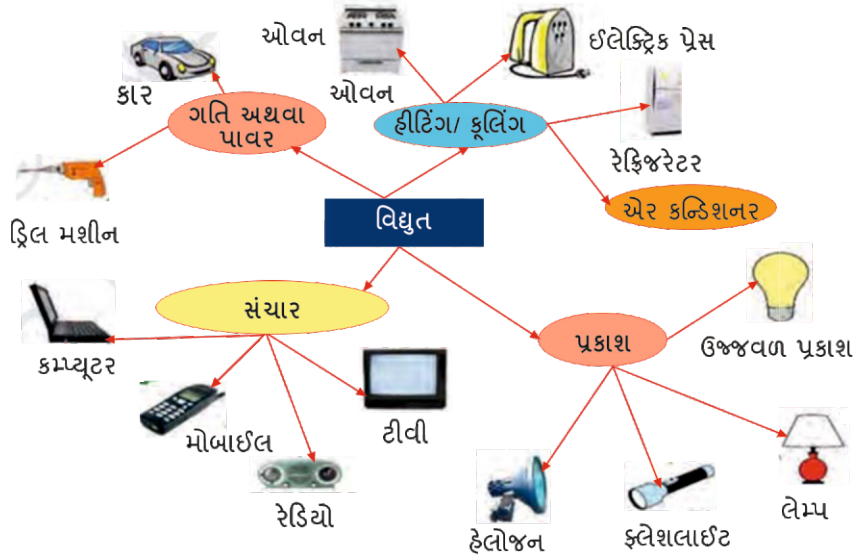 ઓવન
ઈલેક્ટ્રિક પ્રેસ
કાર
ઓવન
ગતિ અથવા
પાવર
હીટિંગ/ કૂલિંગ
રેફ્રિજરેટર
ડ્રિલ મશીન
વિદ્યુત
એર કન્ડિશનર
સંચાર
પ્રકાશ
ઉજ્જવળ પ્રકાશ
કમ્પ્યૂટર
મોબાઈલ
ટીવી
રેડિયો
હેલોજન
ફ્લેશલાઈટ
લેમ્પ